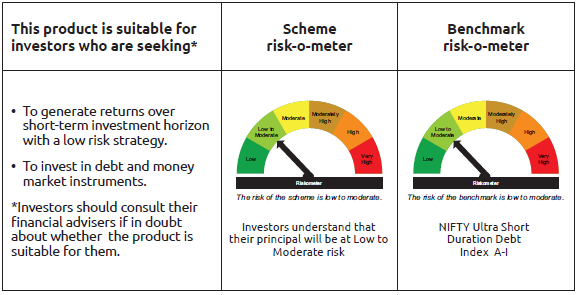 This product is suitable for
investors who are seeking*
• To generate returns over
short-term investment horizon
with a low risk strategy.
• To invest in debt and money
market instruments.
*Investors should consult their
financial advisers if in doubt
about whether the product is
suitable for them.
Scheme
risk-o-meter
Low
Low to
Moderate
Moderate
Moderately
High
High
Very
High
Riskometer
The risk of the scheme is low to moderate.
Investors understand that
their principal will be at Low to
Moderate risk
Benchmark
risk-o-meter
Low
Low to
Moderate
Moderate
Moderately
High
High
Very
High
Riskometer
The risk of the benchmark is low to moderate.
NIFTY Ultra Short
Duration Debt
Index A-I